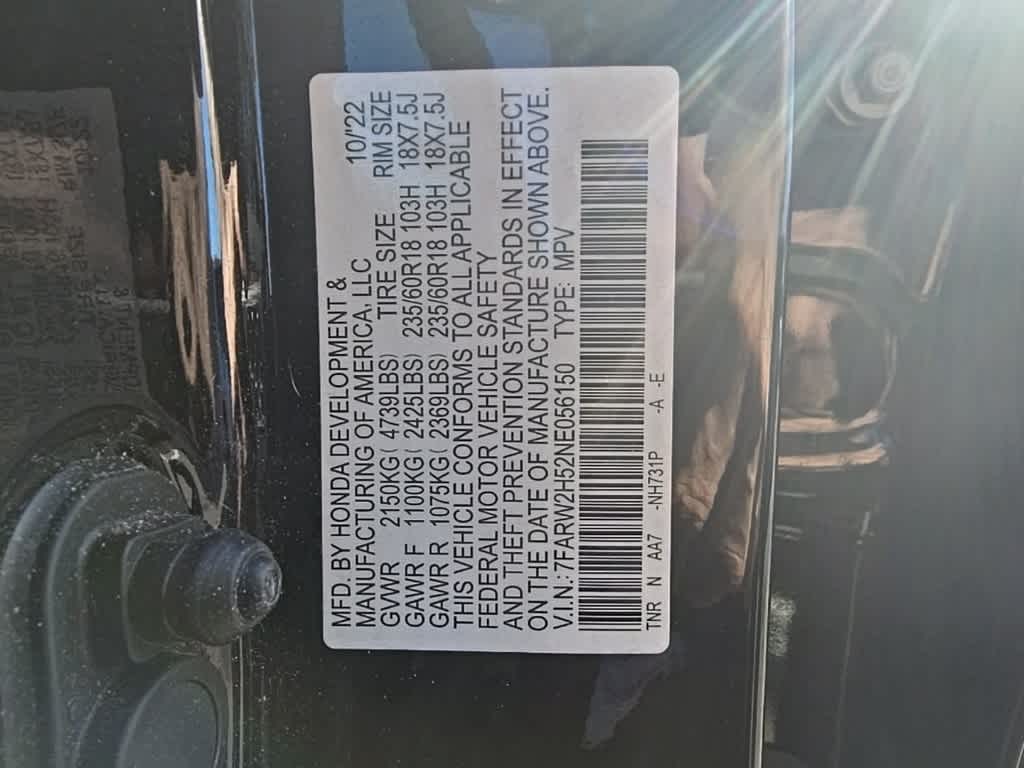 MFD. BY HONDA DEVELOPMENT & 10/'22
MANUFACTURING OF AMERICA, LLC
TIRE SIZE RIM SIZE
GVWR 2150KG( 4739LBS)
GAWR F 1100KG( 2425LBS) 235/60R18 103H 18X7.5J
GAWR R 1075KG( 2369LBS) 235/60R18 103H 18X7.5J
THIS VEHICLE CONFORMS TO ALL APPLICABLE
FEDERAL MOTOR VEHICLE SAFETY
AND THEFT PREVENTION STANDARDS IN EFFECT
ON THE DATE OF MANUFACTURE SHOWN ABOVE.
V.I.N.: 7FARW2H52NE056150 TYPE: MPV
TNR N AA7 -NH731P -A -E